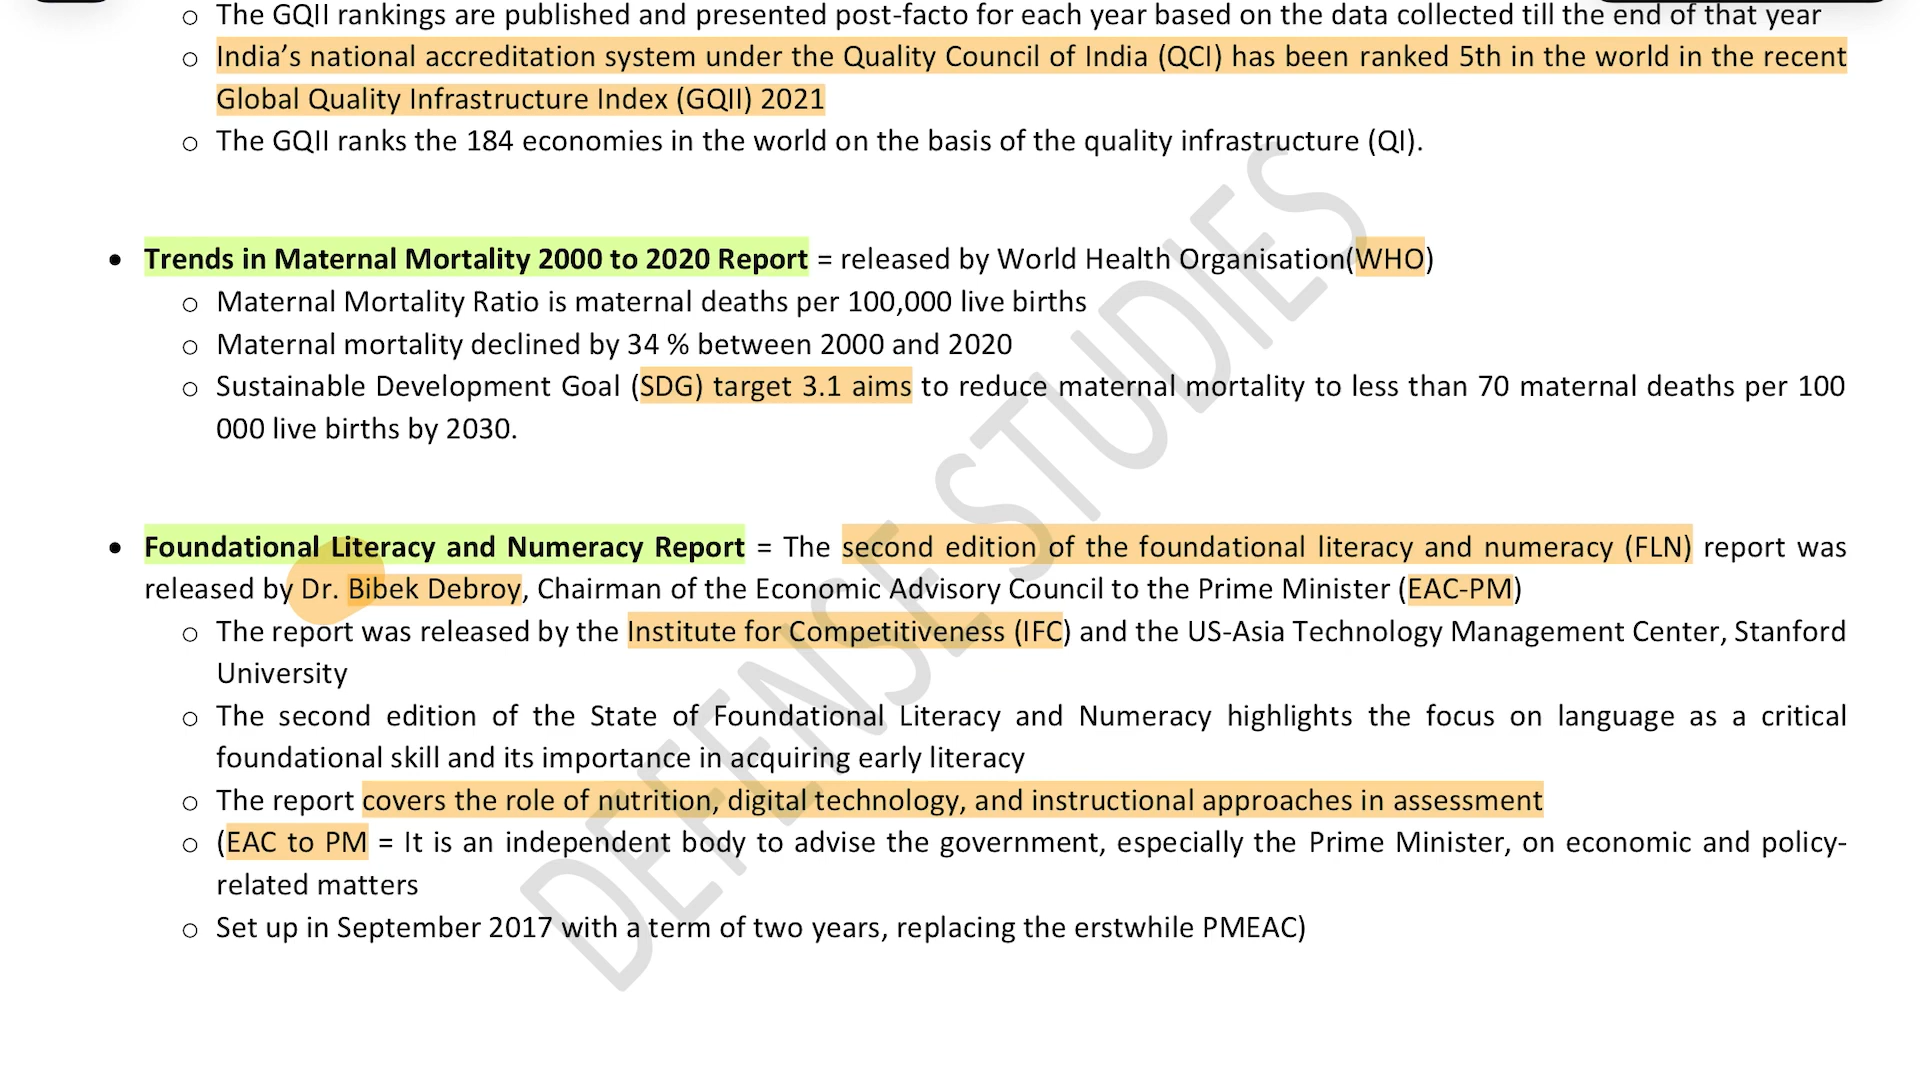 ○ The GQII rankings are published and presented post-facto for each year based on the data collected till the end of that year
○ India’s national accreditation system under the Quality Council of India (QCI) has been ranked 5th in the world in the recent
Global Quality Infrastructure Index (GQII) 2021
○ The GQII ranks the 184 economies in the world on the basis of the quality infrastructure (QI).
• Trends in Maternal Mortality 2000 to 2020 Report = released by World Health Organisation(WHO)
○ Maternal Mortality Ratio is maternal deaths per 100,000 live births
○ Maternal mortality declined by 34 % between 2000 and 2020
○ Sustainable Development Goal (SDG) target 3.1 aims to reduce maternal mortality to less than 70 maternal deaths per 100
000 live births by 2030.
• Foundational Literacy and Numeracy Report = The second edition of the foundational literacy and numeracy (FLN) report was
released by Dr. Bibek Debroy, Chairman of the Economic Advisory Council to the Prime Minister (EAC-PM)
○ The report was released by the Institute for Competitiveness (IFC) and the US-Asia Technology Management Center, Stanford
University
○ The second edition of the State of Foundational Literacy and Numeracy highlights the focus on language as a critical
foundational skill and its importance in acquiring early literacy
○ The report covers the role of nutrition, digital technology, and instructional approaches in assessment
○ (EAC to PM = It is an independent body to advise the government, especially the Prime Minister, on economic and policy-
related matters
○ Set up in September 2017 with a term of two years, replacing the erstwhile PMEAC)
DEFENSE STUDIES